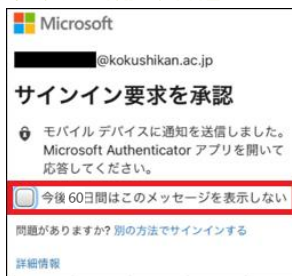 Microsoft
@kokushikan.ac.jp
サインイン要求を承認
モバイル デバイスに通知を送信しました。
Microsoft Authenticator アプリを開いて
応答してください。
今後 60日間はこのメッセージを表示しない
問題がありますか? 別の方法でサインインする
詳細情報